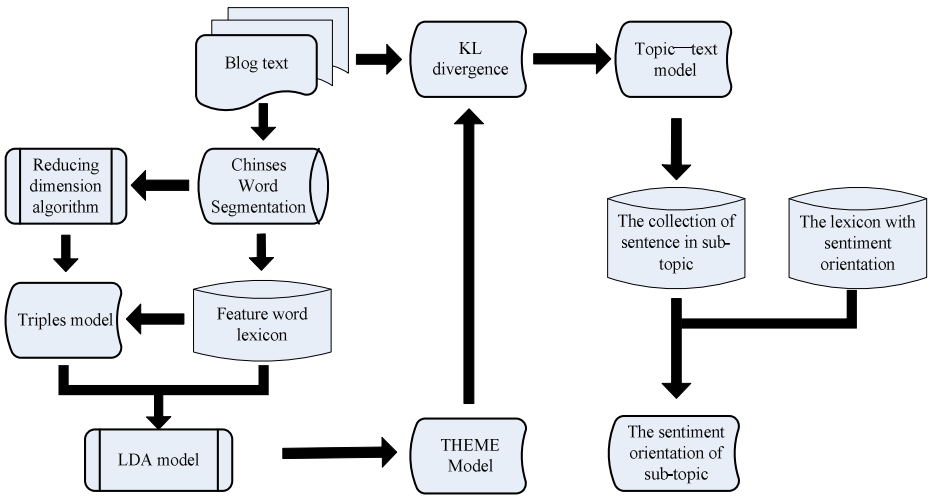 Blog text
KL
divergence
Topic—text
model
Reducing
dimension
algorithm
Chinses
Word
Segmentation
The collection of
sentence in sub-
topic
The lexicon with
sentiment
orientation
Triples model
Feature word
lexicon
LDA model
THEME
Model
The sentiment
orientation of
sub-topic